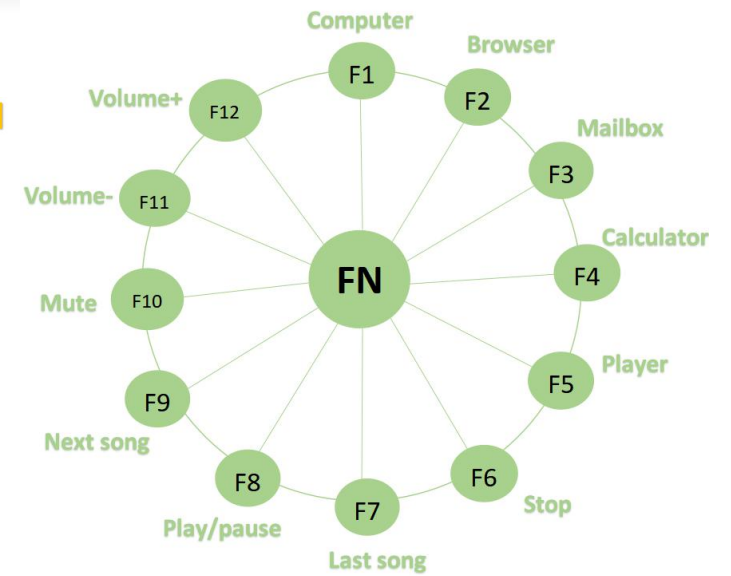 Computer
F1
Browser
F2
Mailbox
F3
Calculator
F4
Player
F5
Stop
F6
Last song
F7
Play/pause
F8
Next song
F9
Mute
F10
Volume-
F11
Volume+
F12
FN